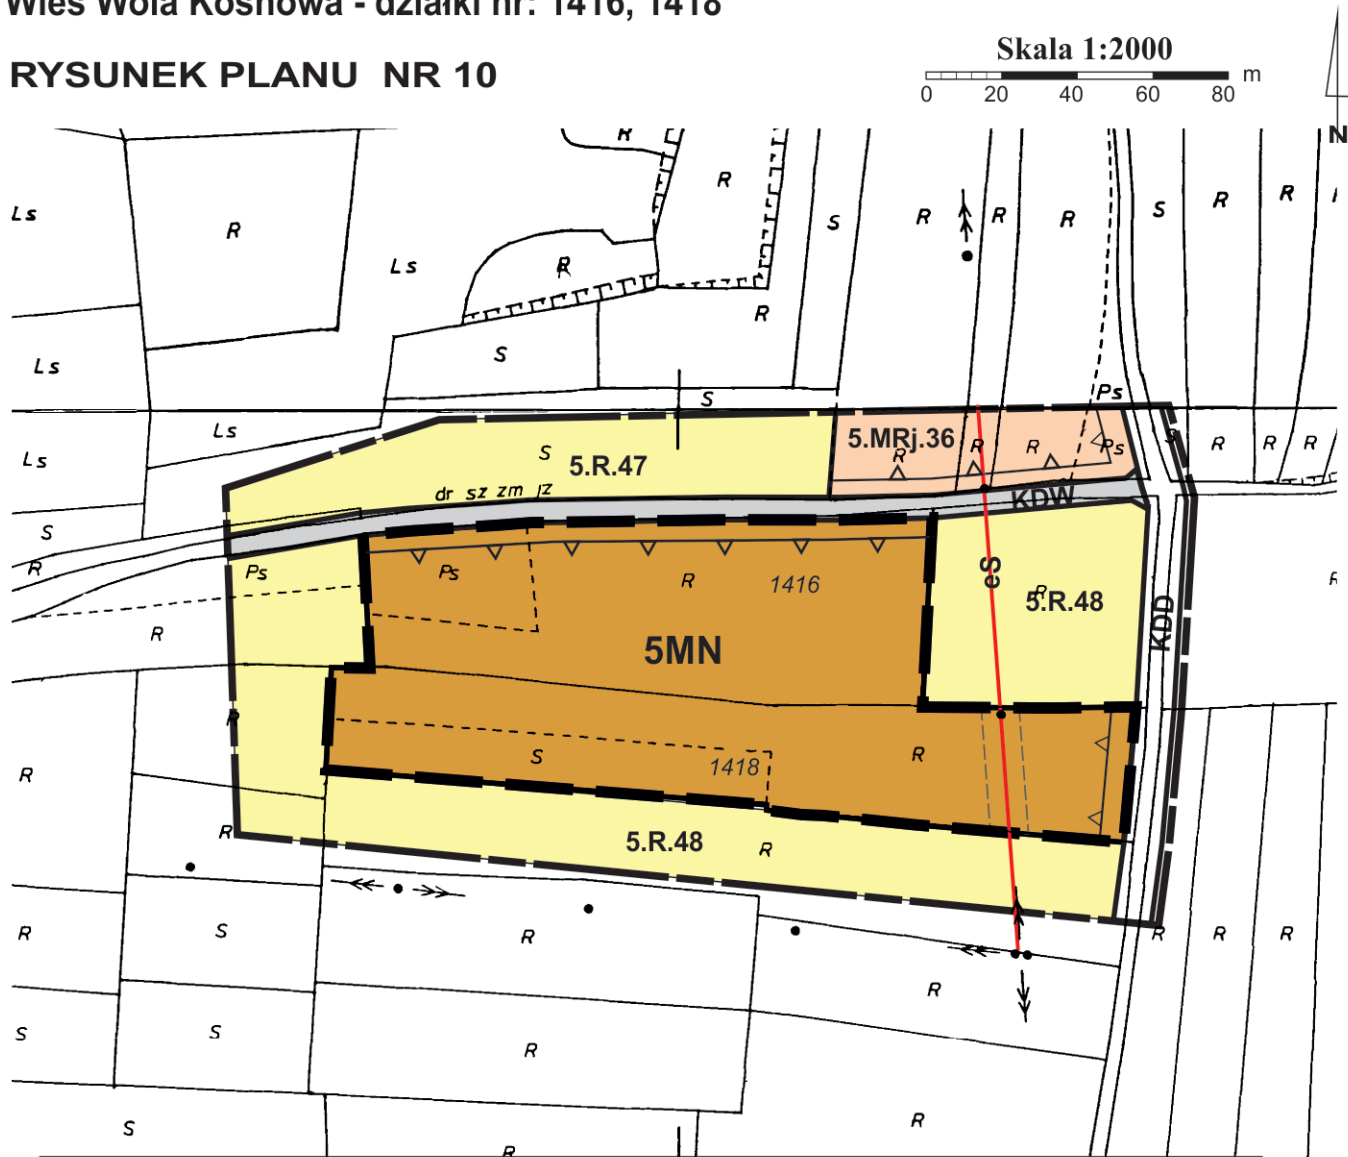 Wieś Wola Kosnowa - działki nr: 1416, 1418
RYSUNEK PLANU NR 10
Skala 1:2000
m
0 20 40 60 80
N
R
R
S R R R S R R
Ls
R
Ls
R
R
S
Ls
Ps
S
Ls
S
5.R.47
5.MRj.36
R
R
R
Ps
S
R
R
R
Ls
dr sz zm jz
KDW
S
R
Ps
Ps
R
1416
eS
R
5.R.48
R
KDD
R
5MN
R
R
S
1418
R
R
5.R.48
R
R
S
R
R
R
R
R
S
S
R
S
R
R
R